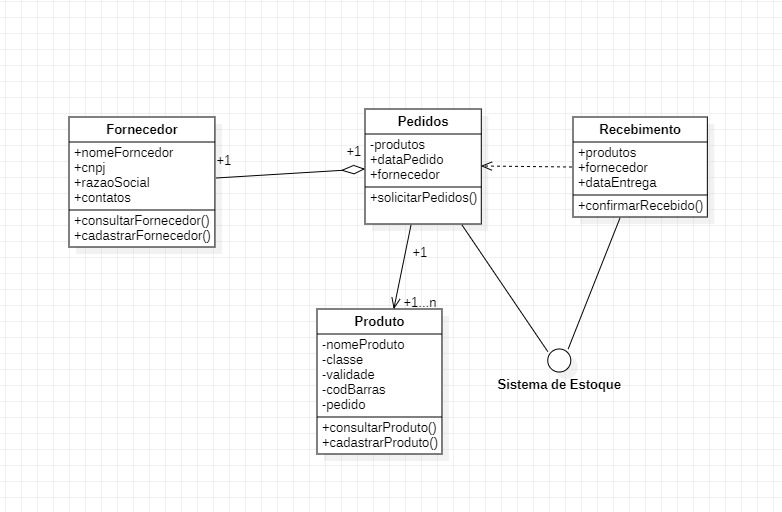 Fornecedor
+nomeForncedor
+cnpj
+razaoSocial
+contatos
+consultarFornecedor()
+cadastrarFornecedor()
+1
+1
Pedidos
-produtos
+dataPedido
+fornecedor
+solicitarPedidos()
Recebimento
+produtos
+fornecedor
+dataEntrega
+confirmarRecebido()
+1
+1...n
Produto
-nomeProduto
-classe
-validade
-codBarras
-pedido
+consultarProduto()
+cadastrarProduto()
Sistema de Estoque